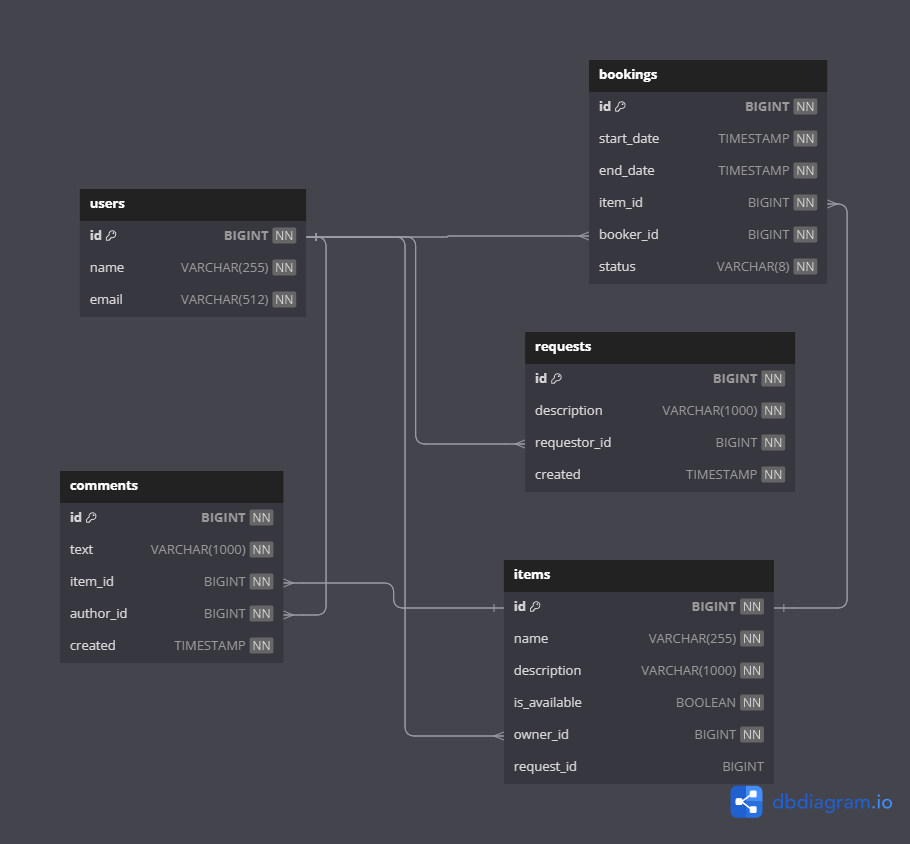 bookings
id BIGINT NN
start_date TIMESTAMP NN
end_date TIMESTAMP NN
item_id BIGINT NN
booker_id BIGINT NN
status VARCHAR(8) NN
users
id BIGINT NN
name VARCHAR(255) NN
email VARCHAR(512) NN
requests
id BIGINT NN
description VARCHAR(1000) NN
requestor_id BIGINT NN
created TIMESTAMP NN
comments
id BIGINT NN
text VARCHAR(1000) NN
item_id BIGINT NN
author_id BIGINT NN
created TIMESTAMP NN
items
id BIGINT NN
name VARCHAR(255) NN
description VARCHAR(1000) NN
is_available BOOLEAN NN
owner_id BIGINT NN
request_id BIGINT
dbdiagram.io